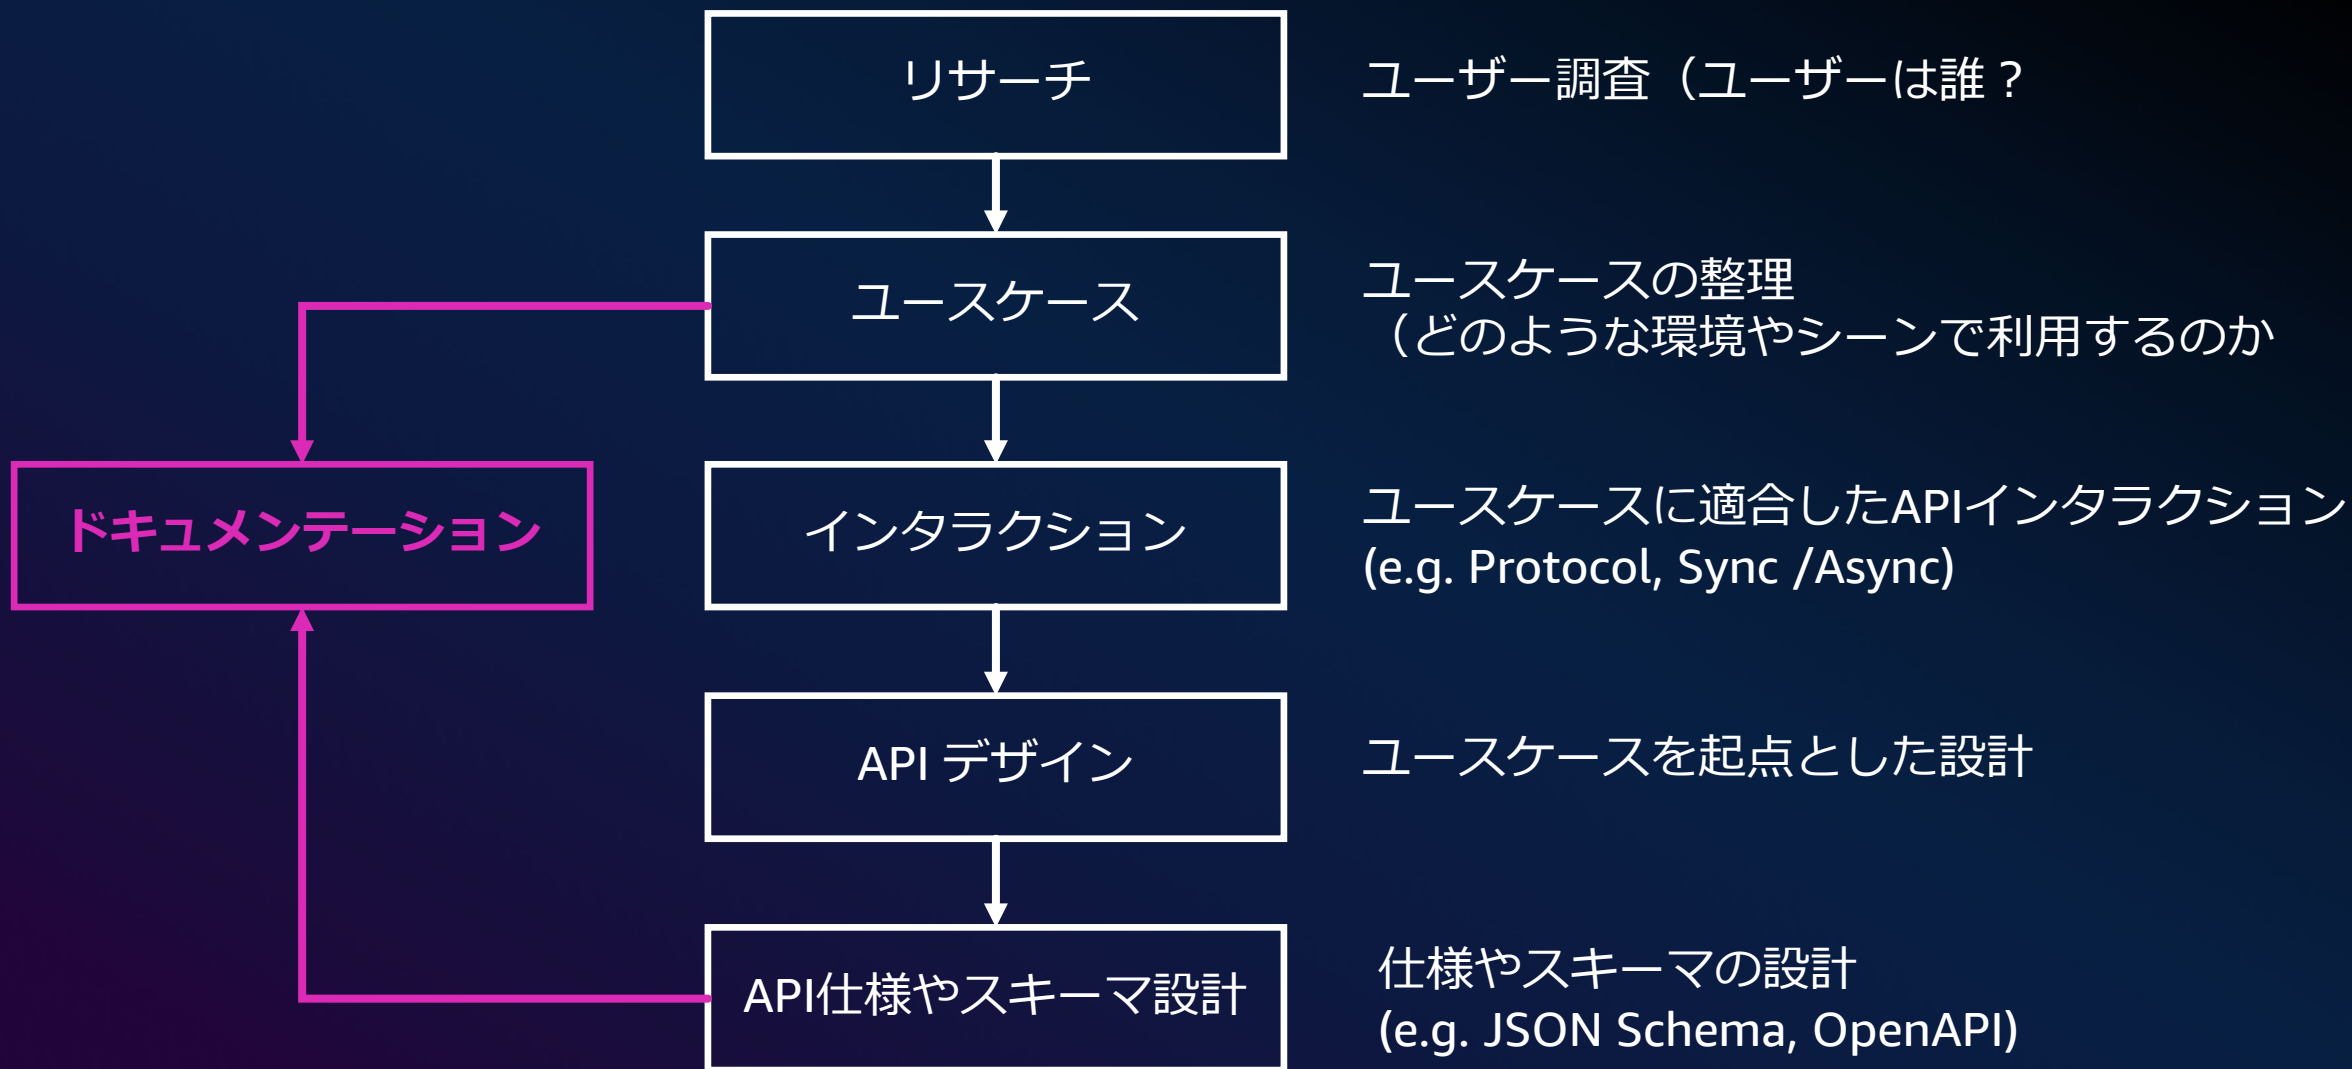 リサーチ
ユーザー調査（ユーザーは誰？
ユースケース
ユースケースの整理
（どのような環境やシーンで利用するのか
ドキュメンテーション
インタラクション
ユースケースに適合したAPIインタラクション
(e.g. Protocol, Sync /Async)
API デザイン
ユースケースを起点とした設計
API仕様やスキーマ設計
仕様やスキーマの設計
(e.g. JSON Schema, OpenAPI)